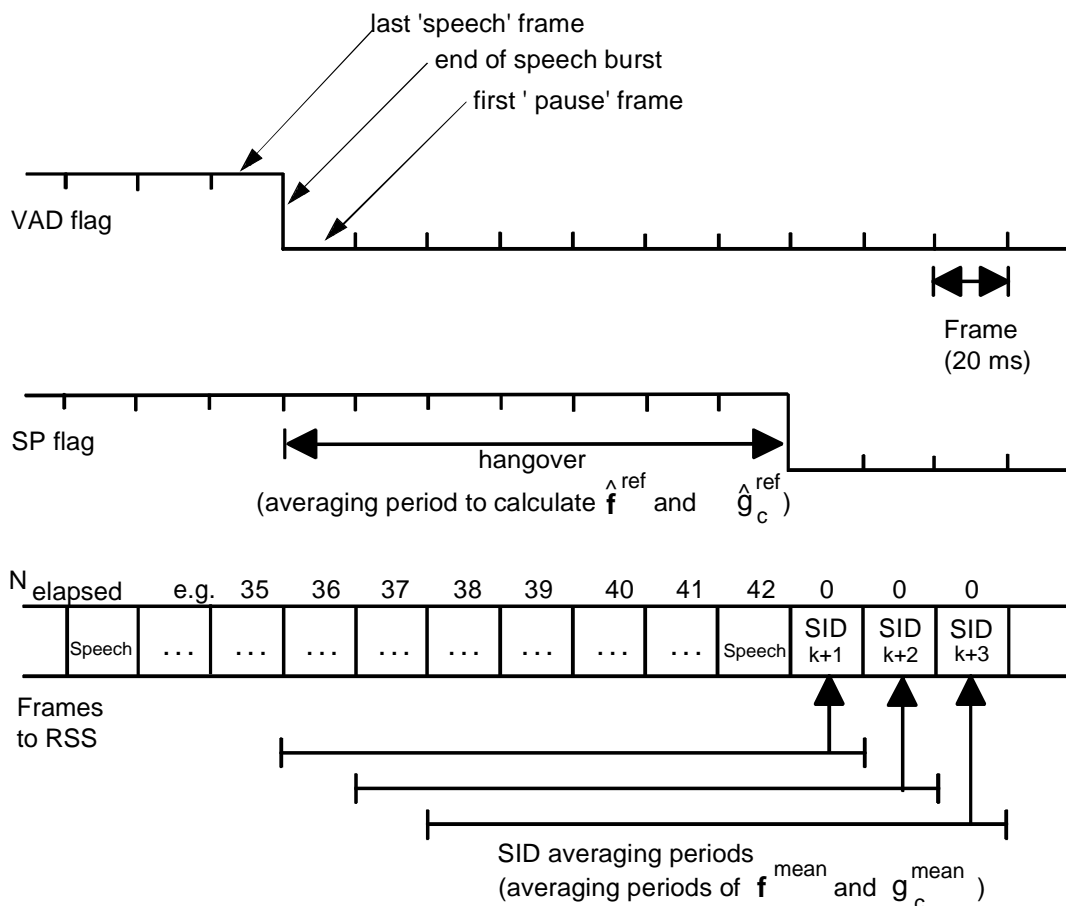 last 'speech' frame
end of speech burst
first ' pause' frame
VAD flag
Frame
(20 ms)
SP flag
hangover
(averaging period to calculate f̂ ref and ĝ c ref )
N elapsed e.g. 35 36 37 38 39 40 41 42 0 0 0
Speech ... ... ... ... ... ... ... ... Speech SID k+1 SID k+2 SID k+3
Frames
to RSS
SID averaging periods
(averaging periods of f mean and g c mean )